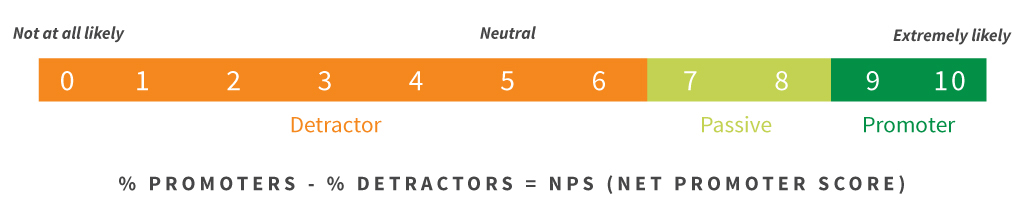 Not at all likely Neutral Extremely likely
0 1 2 3 4 5 6 7 8 9 10
Detractor Passive Promoter
% PROMOTERS - % DETRACTORS = NPS (NET PROMOTER SCORE)